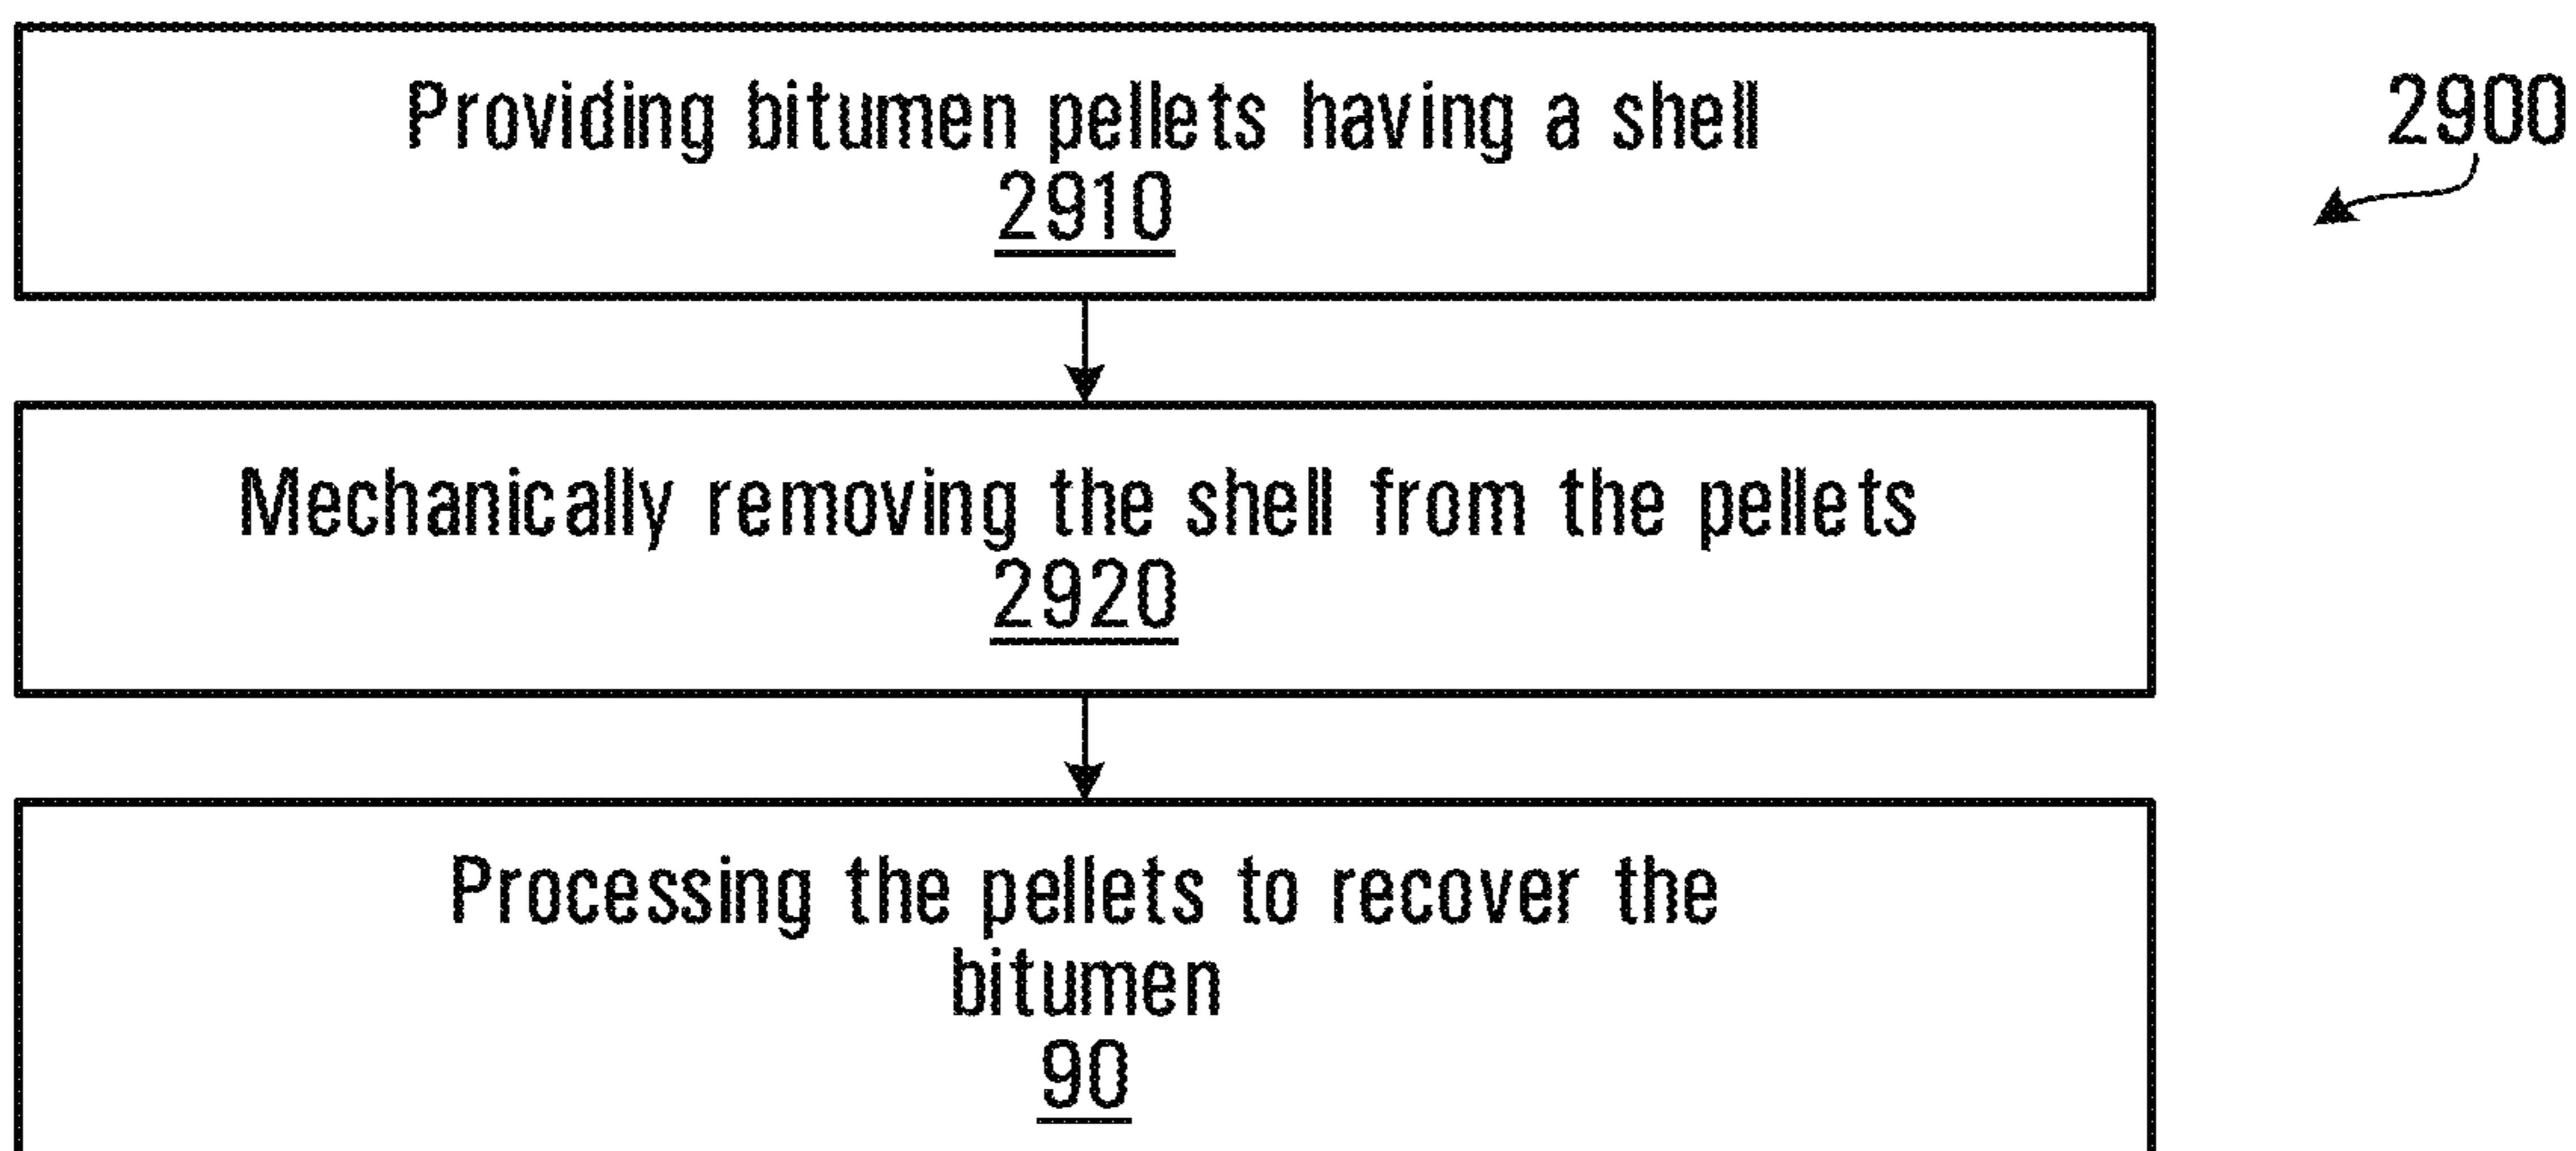 Providing bitumen pellets having a shell
2910
2900
Mechanically removing the shell from the pellets
2920
Processing the pellets to recover the
bitumen
90